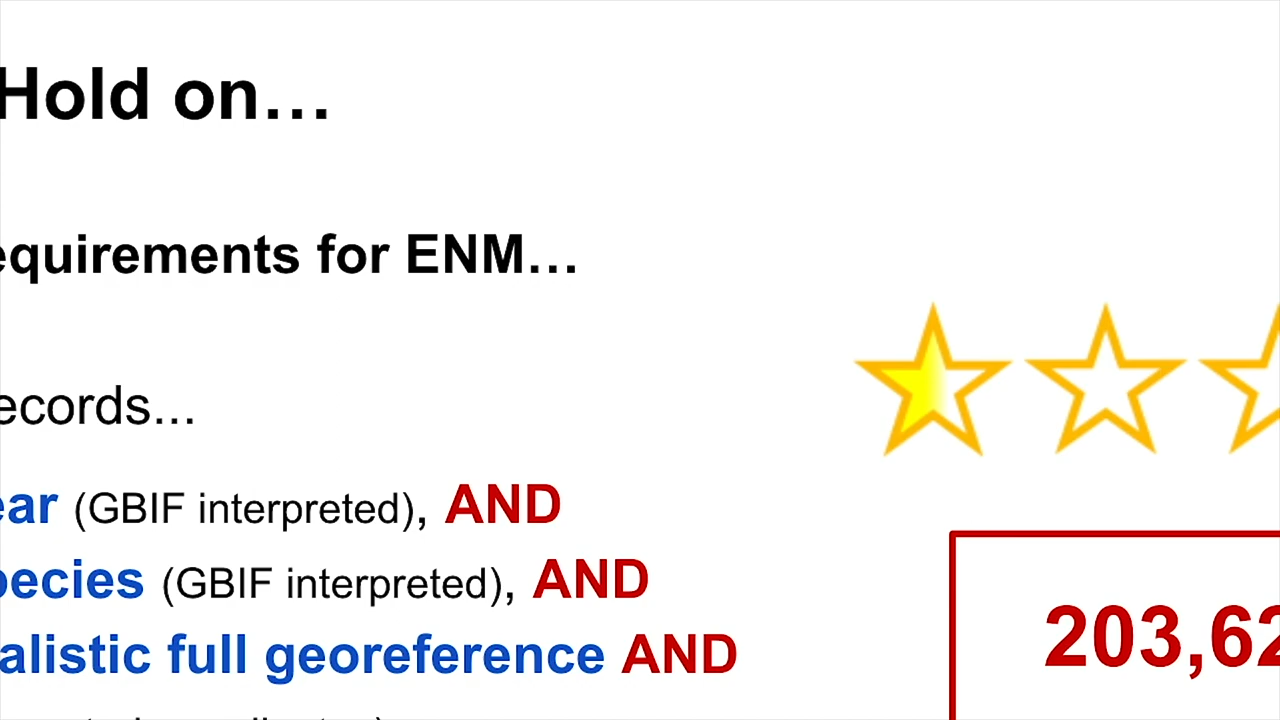 Hold on…
equirements for ENM…
ecords...
ear (GBIF interpreted), AND
pecies (GBIF interpreted), AND
alistic full georeference AND
203,62